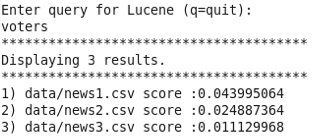 Enter query for Lucene (q=quit):
voters
***************************************
Displaying 3 results.
***************************************
1) data/news1.csv score :0.043995064
2) data/news2.csv score :0.024887364
3) data/news3.csv score :0.011129968